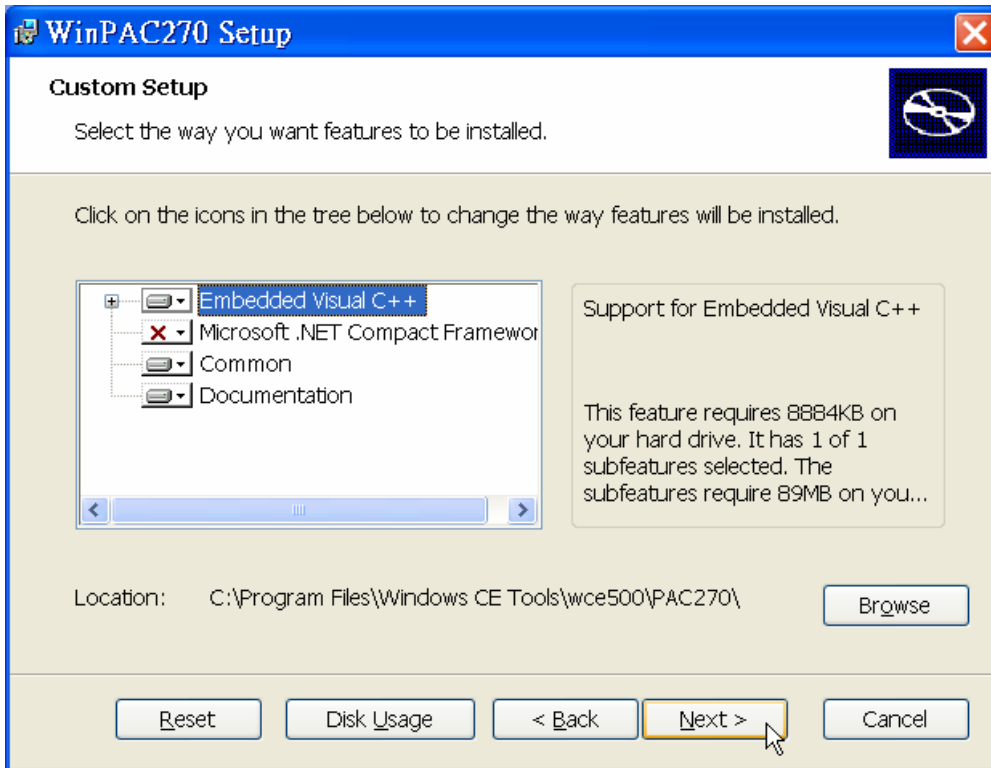 WinPAC270 Setup
Custom Setup
Select the way you want features to be installed.
Click on the icons in the tree below to change the way features will be installed.
Embedded Visual C++
Microsoft .NET Compact Framewor
Common
Documentation
Support for Embedded Visual C++
This feature requires 8884KB on
your hard drive. It has 1 of 1
subfeatures selected. The
subfeatures require 89MB on you...
Location: C:\Program Files\Windows CE Tools\wce500\PAC270\
Browse
Reset Disk Usage < Back Next > Cancel